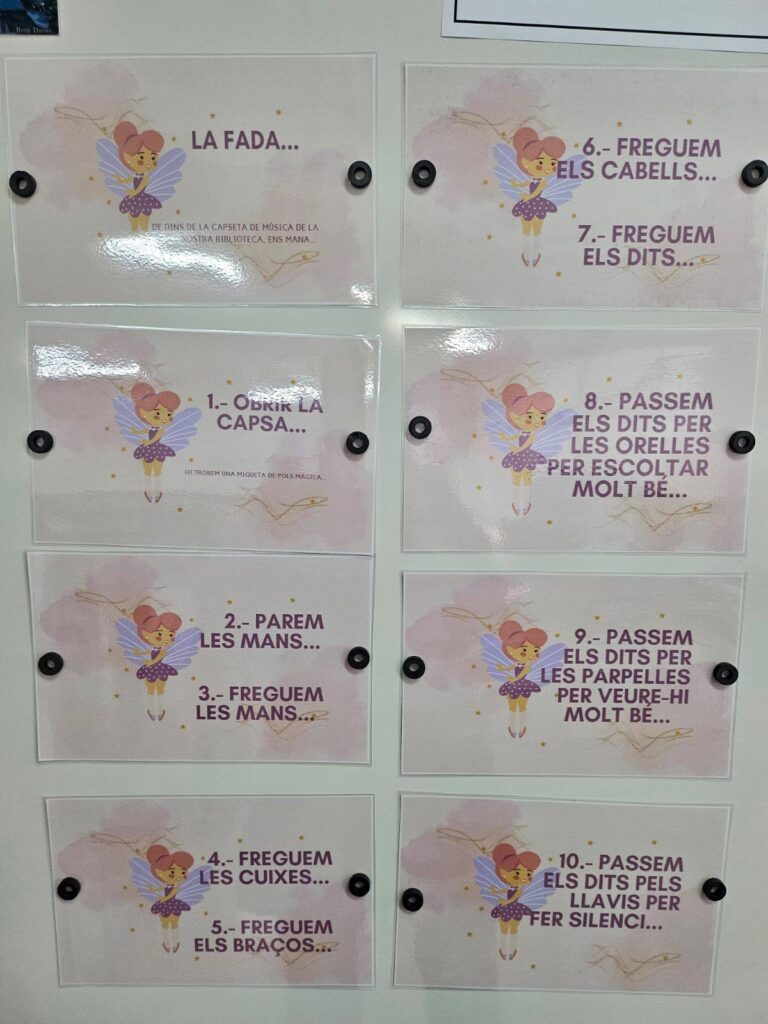 Benji Davies
LA FADA...
DE DINS DE LA CAPSETA DE MÚSICA DE LA
NOSTRA BIBLIOTECA, ENS MANA...
1.- OBRIR LA
CAPSA...
HI TROBEM UNA MIQUETA DE POLS MÀGICA...
2.- PAREM
LES MANS...
3.- FREGUEM
LES MANS...
4.- FREGUEM
LES CUIXES...
5.- FREGUEM
ELS BRAÇOS...
6.- FREGUEM
ELS CABELLS...
7.- FREGUEM
ELS DITS...
8.- PASSEM
ELS DITS PER
LES ORELLES
PER ESCOLTAR
MOLT BÉ...
9.- PASSEM
ELS DITS PER
LES PARPELLES
PER VEURE-HI
MOLT BÉ...
10.- PASSEM
ELS DITS PELS
LLAVIS PER
FER SILENCI...